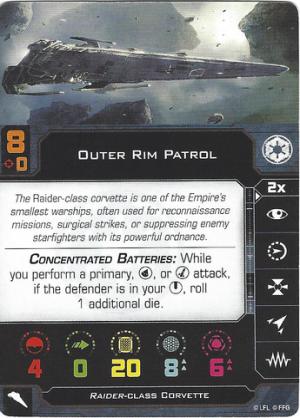 8
0
OUTER RIM PATROL
The Raider-class corvette is one of the Empire's
smallest warships, often used for reconnaissance
missions, surgical strikes, or suppressing enemy
starfighters with its powerful ordnance.
2x
CONCENTRATED BATTERIES: While
you perform a primary, , or attack,
if the defender is in your , roll
1 additional die.
4 0 20 8 6
RAIDER-CLASS CORVETTE
© LFL © FFG